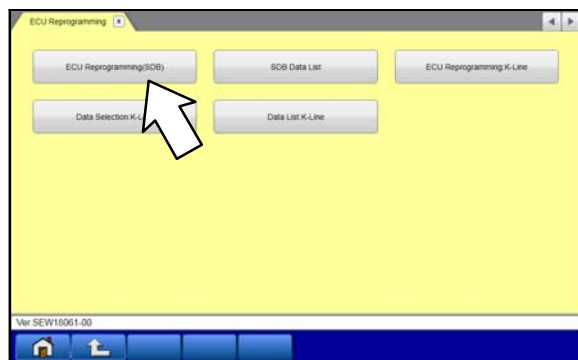 ECU Reprogramming
ECU Reprogramming(SDB)
SDB Data List
ECU Reprogramming:K-Line
Data Selection:K-L
Data List:K-Line
Ver.SEW18061-00